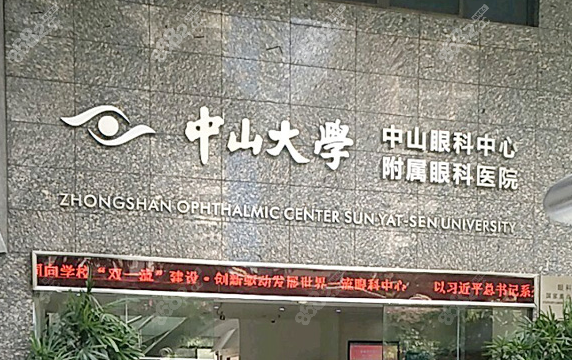 中山大學
中山眼科中心
附属眼科医院
ZHONGSHAN OPHTHALMIC CENTER SUN YAT-SEN UNIVERSITY
向学校“双一流”建设·创新驱动发展世界一流眼科中心 以习近平总书记系